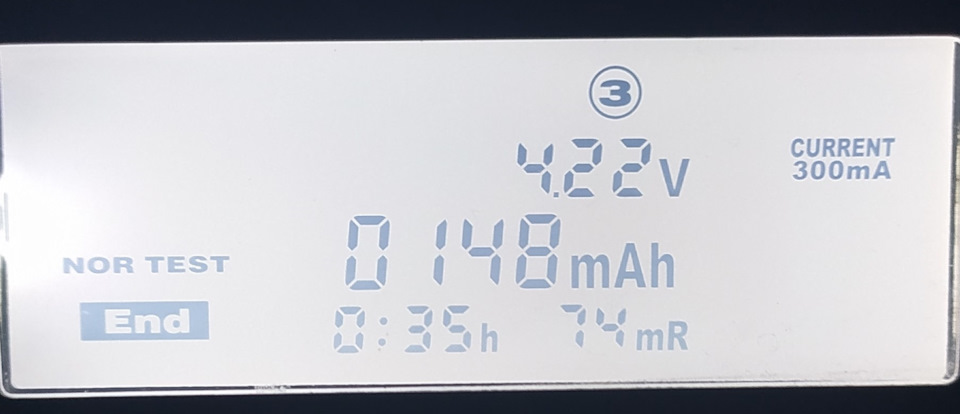 3
4.22V
CURRENT
300mA
0148mAh
NOR TEST
End
0:35h 74mR